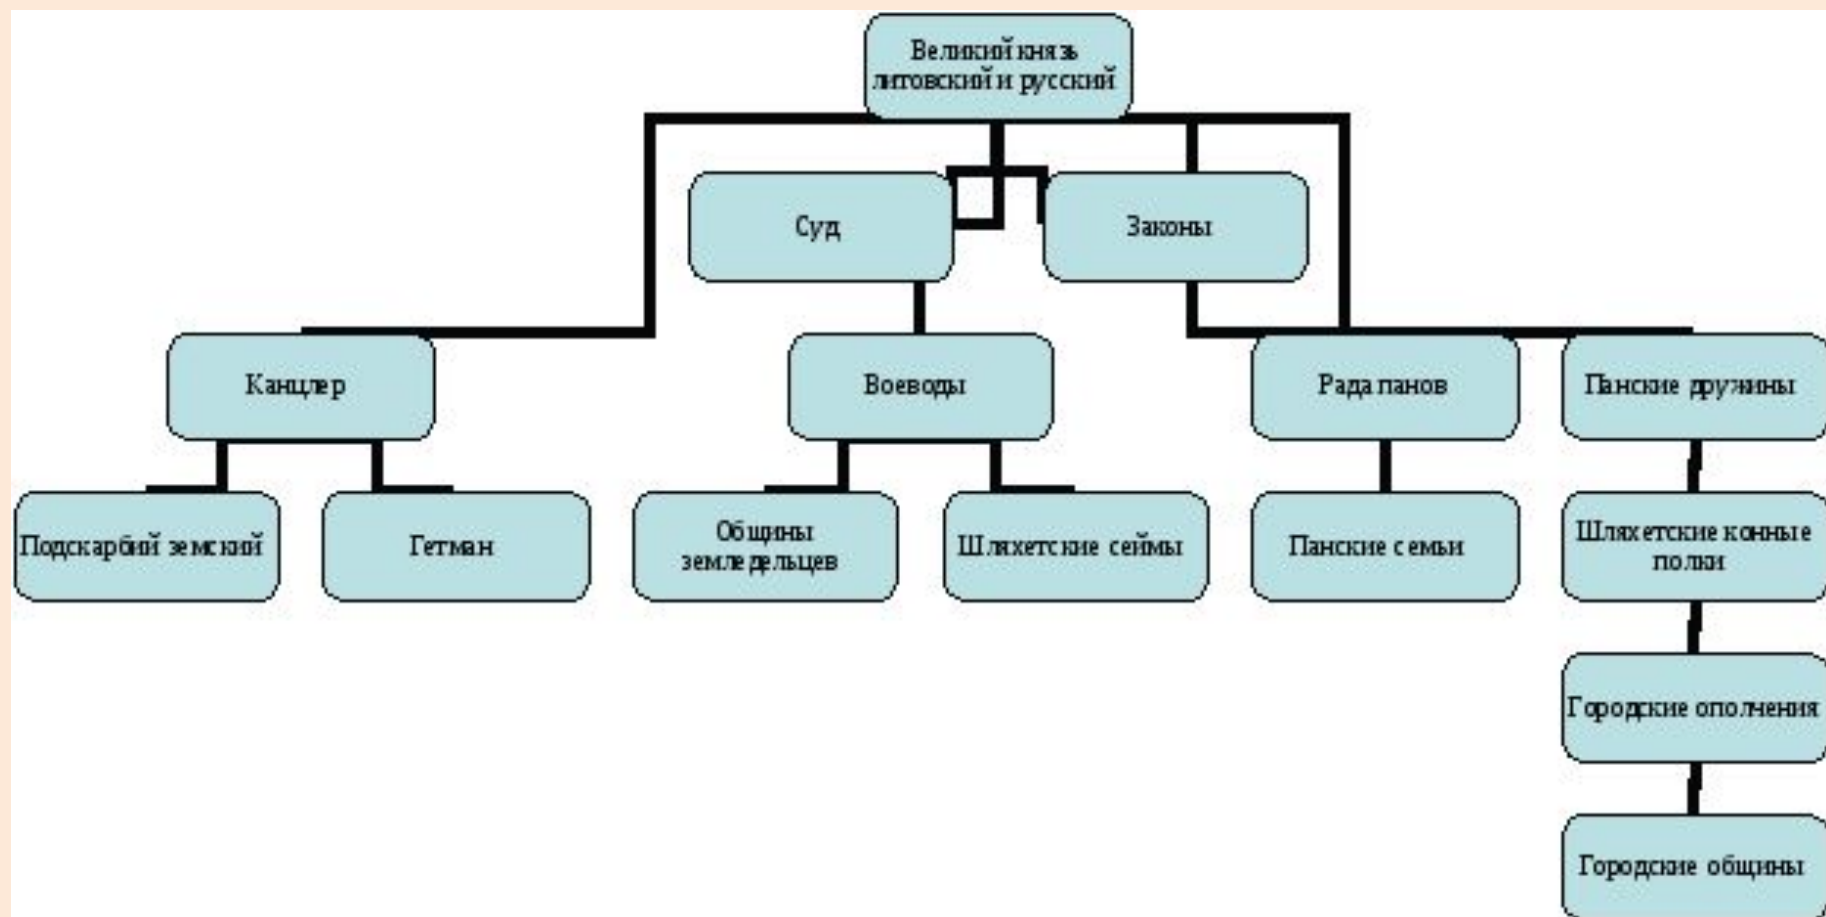 Великий князь
литовский и русский
Суд
Законы
Канцлер
Воеводы
Рада панов
Панские дружины
Подскарбий земский
Гетман
Общины
земледельцев
Шляхетские сеймы
Панские семьи
Шляхетские конные
полки
Городские ополчения
Городские общины